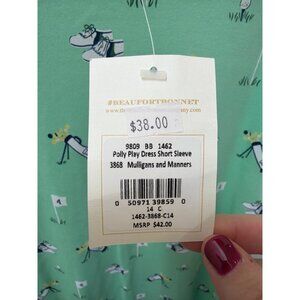 #BEAUFORTBONNET
$38.00
9809 BB 1462
Polly Play Dress Short Sleeve
3868 Mulligans and Manners
0 50971 39859 0
14 C
1462-3868-C14
MSRP $42.00